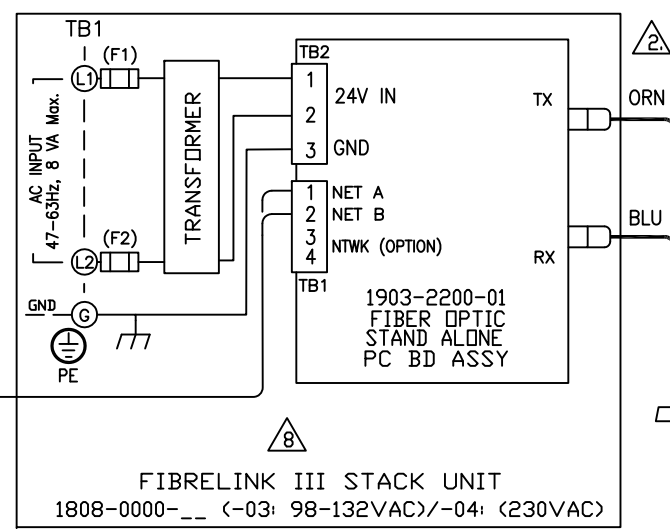 TB1
(F1)
L1
AC INPUT
47-63Hz, 8 VA Max.
TRANSFORMER
(F2)
L2
GND
G
PE
TB2
1
24V IN
2
3 GND
1 NET A
2 NET B
3
NTWK (OPTION)
4
TB1
TX
RX
1903-2200-01
FIBER OPTIC
STAND ALONE
PC BD ASSY
2.
ORN
BLU
8
FIBRELINK III STACK UNIT
1808-0000-__ (-03: 98-132VAC)/-04: (230VAC)